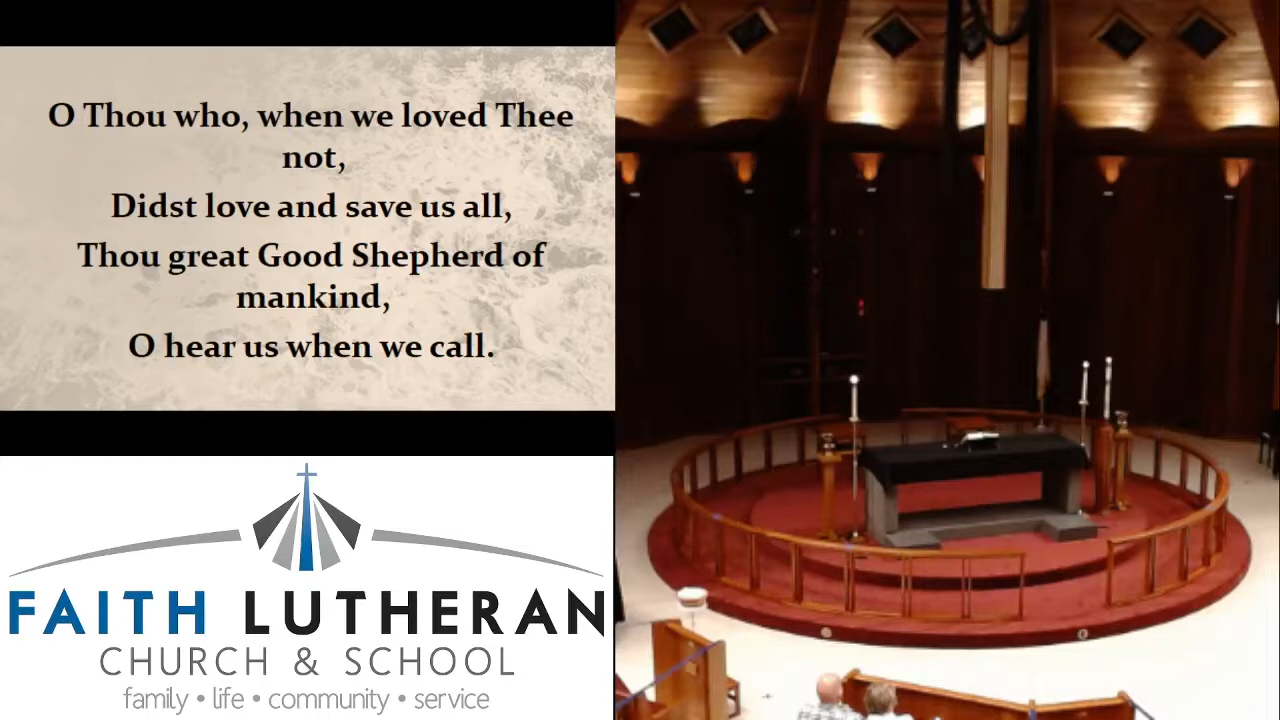 O Thou who, when we loved Thee
not,
Didst love and save us all,
Thou great Good Shepherd of
mankind,
O hear us when we call.
FAITH LUTHERAN
CHURCH & SCHOOL
family • life • community • service